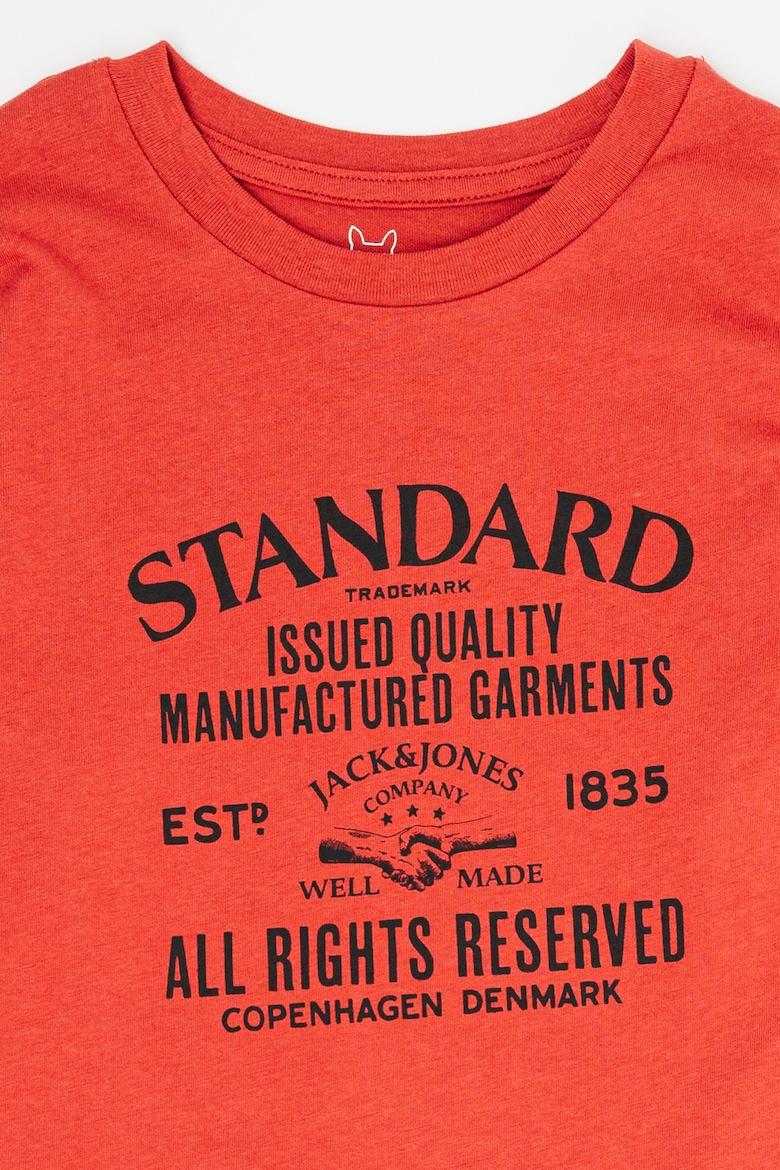 STANDARD
TRADEMARK
ISSUED QUALITY
MANUFACTURED GARMENTS
JACK&JONES
COMPANY
ESTD 1835
WELL MADE
ALL RIGHTS RESERVED
COPENHAGEN DENMARK